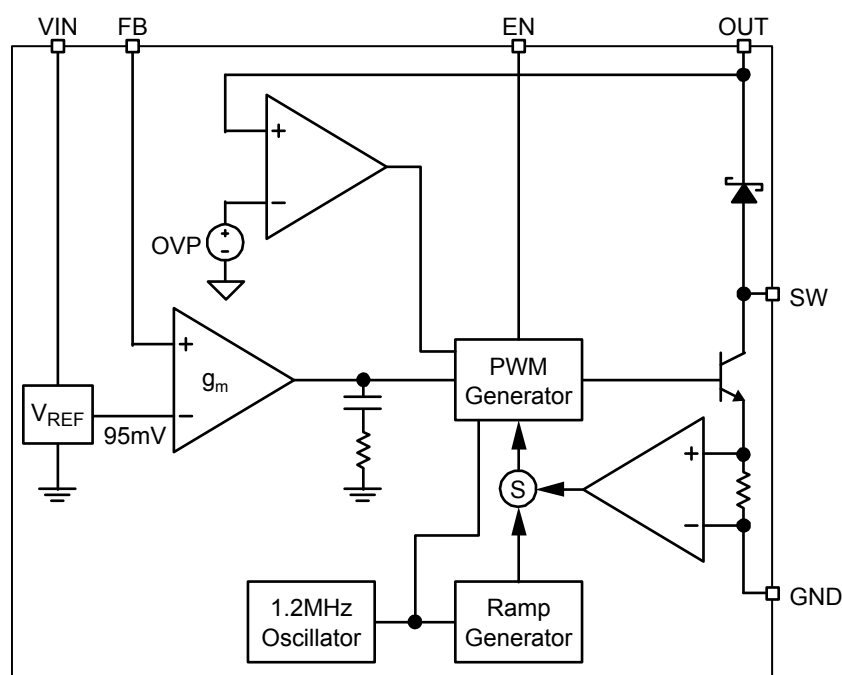 VIN FB EN OUT
+
−
OVP
+
−
SW
+
gm
−
VREF
95mV
PWM
Generator
+
−
S
GND
1.2MHz
Oscillator
Ramp
Generator